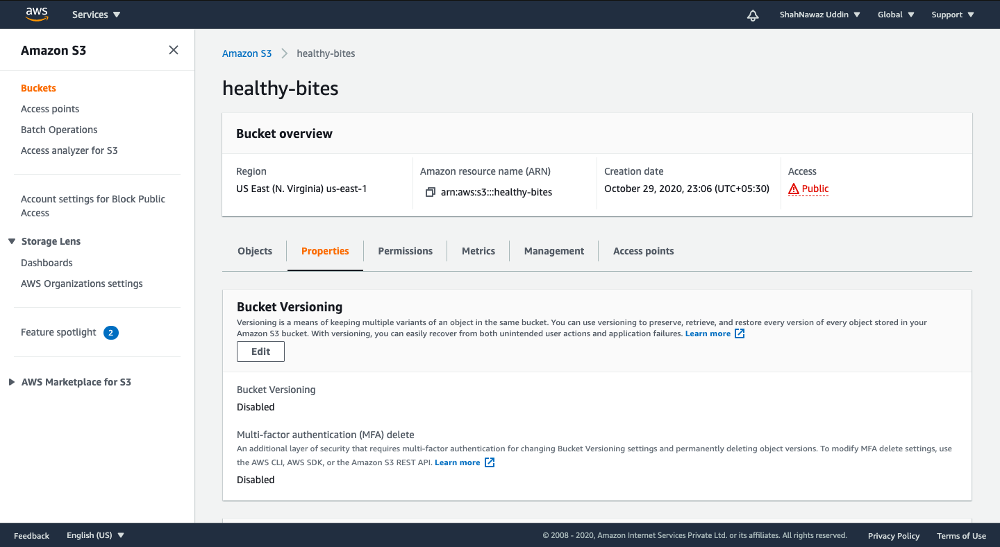 aws
Services
ShahNawaz Uddin
Global
Support
Amazon S3
Buckets
Access points
Batch Operations
Access analyzer for S3
Account settings for Block Public
Access
Storage Lens
Dashboards
AWS Organizations settings
Feature spotlight 2
AWS Marketplace for S3
Amazon S3 healthy-bites
healthy-bites
Bucket overview
Region
US East (N. Virginia) us-east-1
Amazon resource name (ARN)
arn:aws:s3:::healthy-bites
Creation date
October 29, 2020, 23:06 (UTC+05:30)
Access
Public
Objects
Properties
Permissions
Metrics
Management
Access points
Bucket Versioning
Versioning is a means of keeping multiple variants of an object in the same bucket. You can use versioning to preserve, retrieve, and restore every version of every object stored in your
Amazon S3 bucket. With versioning, you can easily recover from both unintended user actions and application failures. Learn more
Edit
Bucket Versioning
Disabled
Multi-factor authentication (MFA) delete
An additional layer of security that requires multi-factor authentication for changing Bucket Versioning settings and permanently deleting object versions. To modify MFA delete settings, use
the AWS CLI, AWS SDK, or the Amazon S3 REST API. Learn more
Disabled
Feedback
English (US)
© 2008 - 2020, Amazon Internet Services Private Ltd. or its affiliates. All rights reserved.
Privacy Policy
Terms of Use